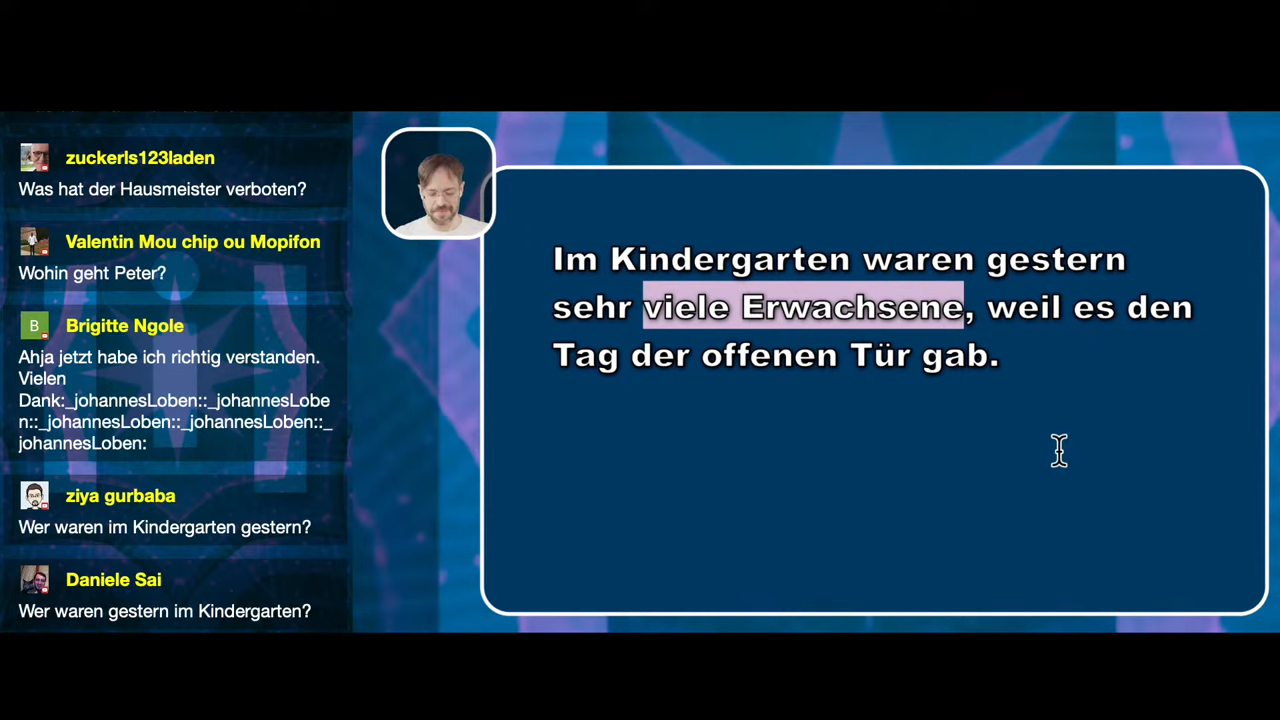 zuckerls123laden
Was hat der Hausmeister verboten?
Valentin Mou chip ou Mopifon
Wohin geht Peter?
B
Brigitte Ngole
Ahja jetzt habe ich richtig verstanden.
Vielen
Dank:_johannesLoben::_johannesLobe
n::_johannesLoben::_johannesLoben::_
johannesLoben:
ziya gurbaba
Wer waren im Kindergarten gestern?
Daniele Sai
Wer waren gestern im Kindergarten?
Im Kindergarten waren gestern
sehr viele Erwachsene, weil es den
Tag der offenen Tür gab.